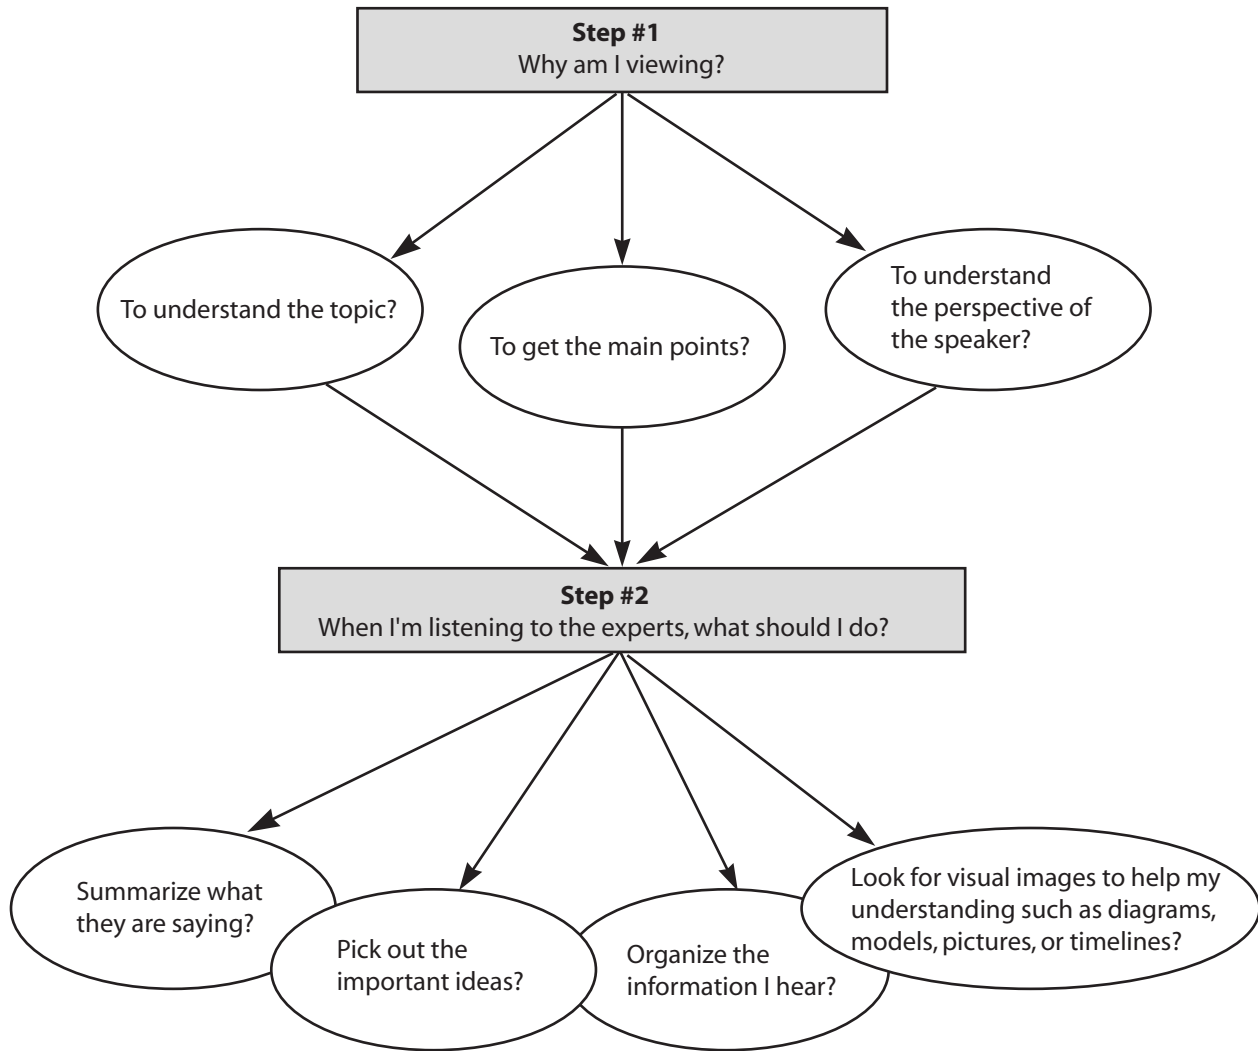 Step #1
Why am I viewing?
To understand the topic?
To get the main points?
To understand
the perspective of
the speaker?
Step #2
When I'm listening to the experts, what should I do?
Summarize what
they are saying?
Pick out the
important ideas?
Organize the
information I hear?
Look for visual images to help my
understanding such as diagrams,
models, pictures, or timelines?